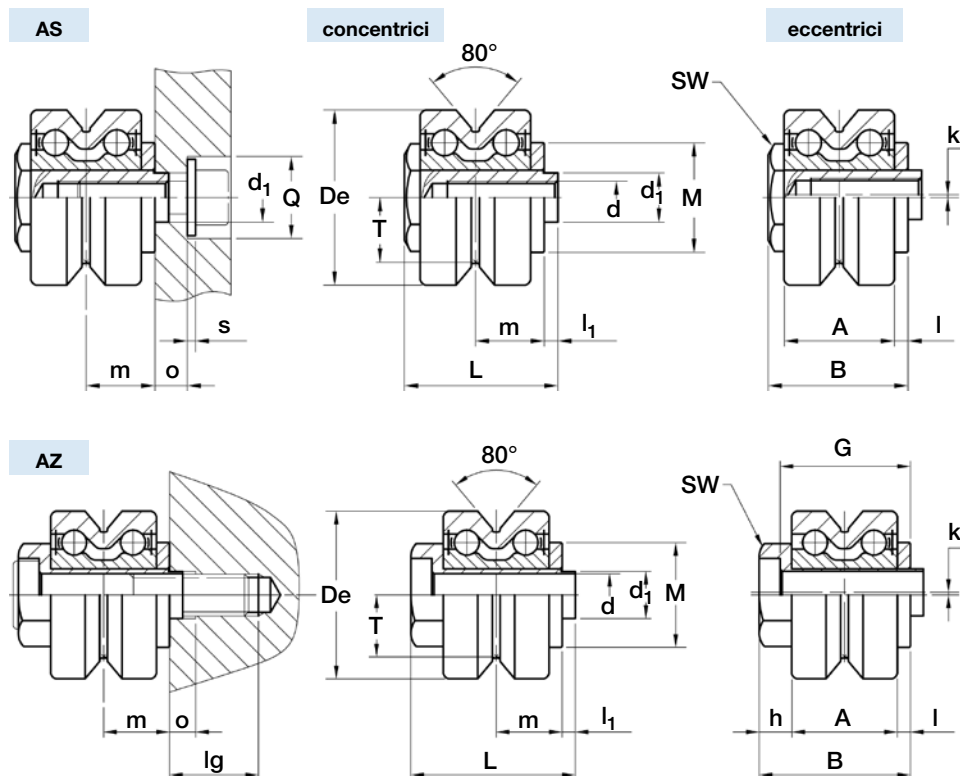 AS
concentrici
eccentrici
80°
SW
k
De
d₁
Q
T
d
d₁
M
s
m
l₁
A
l
m
o
L
B
AZ
80°
G
SW
k
De
T
d
d₁
M
m
o
m
l₁
h
A
l
lg
L
B